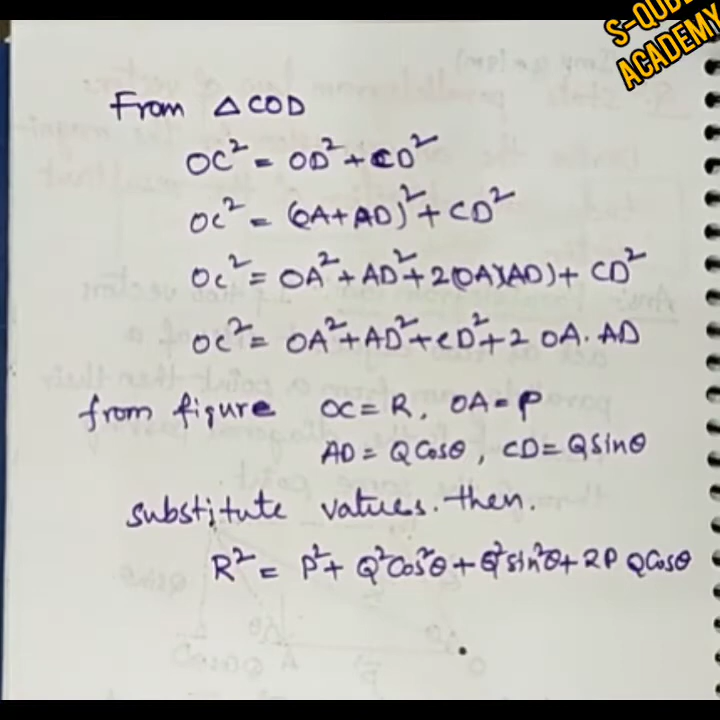 S-QUBE
ACADEMY
From △COD
OC² = OD² + CD²
OC² = (OA+AD)² + CD²
OC² = OA² + AD² + 2(OA)(AD) + CD²
OC² = OA² + AD² + CD² + 2 OA. AD
from figure OC = R, OA = P
AD = Q Cosθ, CD = Q Sinθ
substitute values. then.
R² = P² + Q²Cos²θ + Q²sin²θ + 2P QCosθ